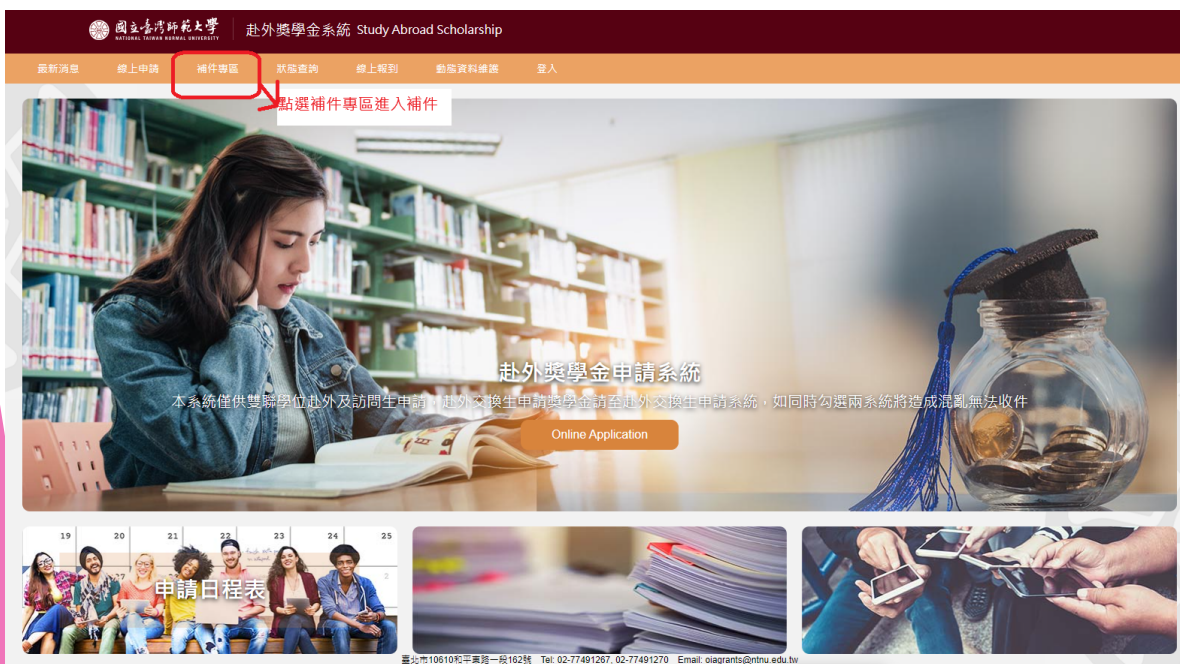 國立臺灣師範大學
NATIONAL TAIWAN NORMAL UNIVERSITY
赴外獎學金系統 Study Abroad Scholarship
最新消息 線上申請 補件專區 狀態查詢 線上報到 動態資料維護 登入
點選補件專區進入補件
赴外獎學金申請系統
本系統僅供雙聯學位赴外及訪問生申請，赴外交換生申請獎學金請至赴外交換生申請系統，如同時勾選兩系統將造成混亂無法收件
Online Application
19 20 21 22 23 24 25
申請日程表
臺北市10610和平東路一段162號 Tel: 02-77491267, 02-77491270 Email: oiagrants@ntnu.edu.tw